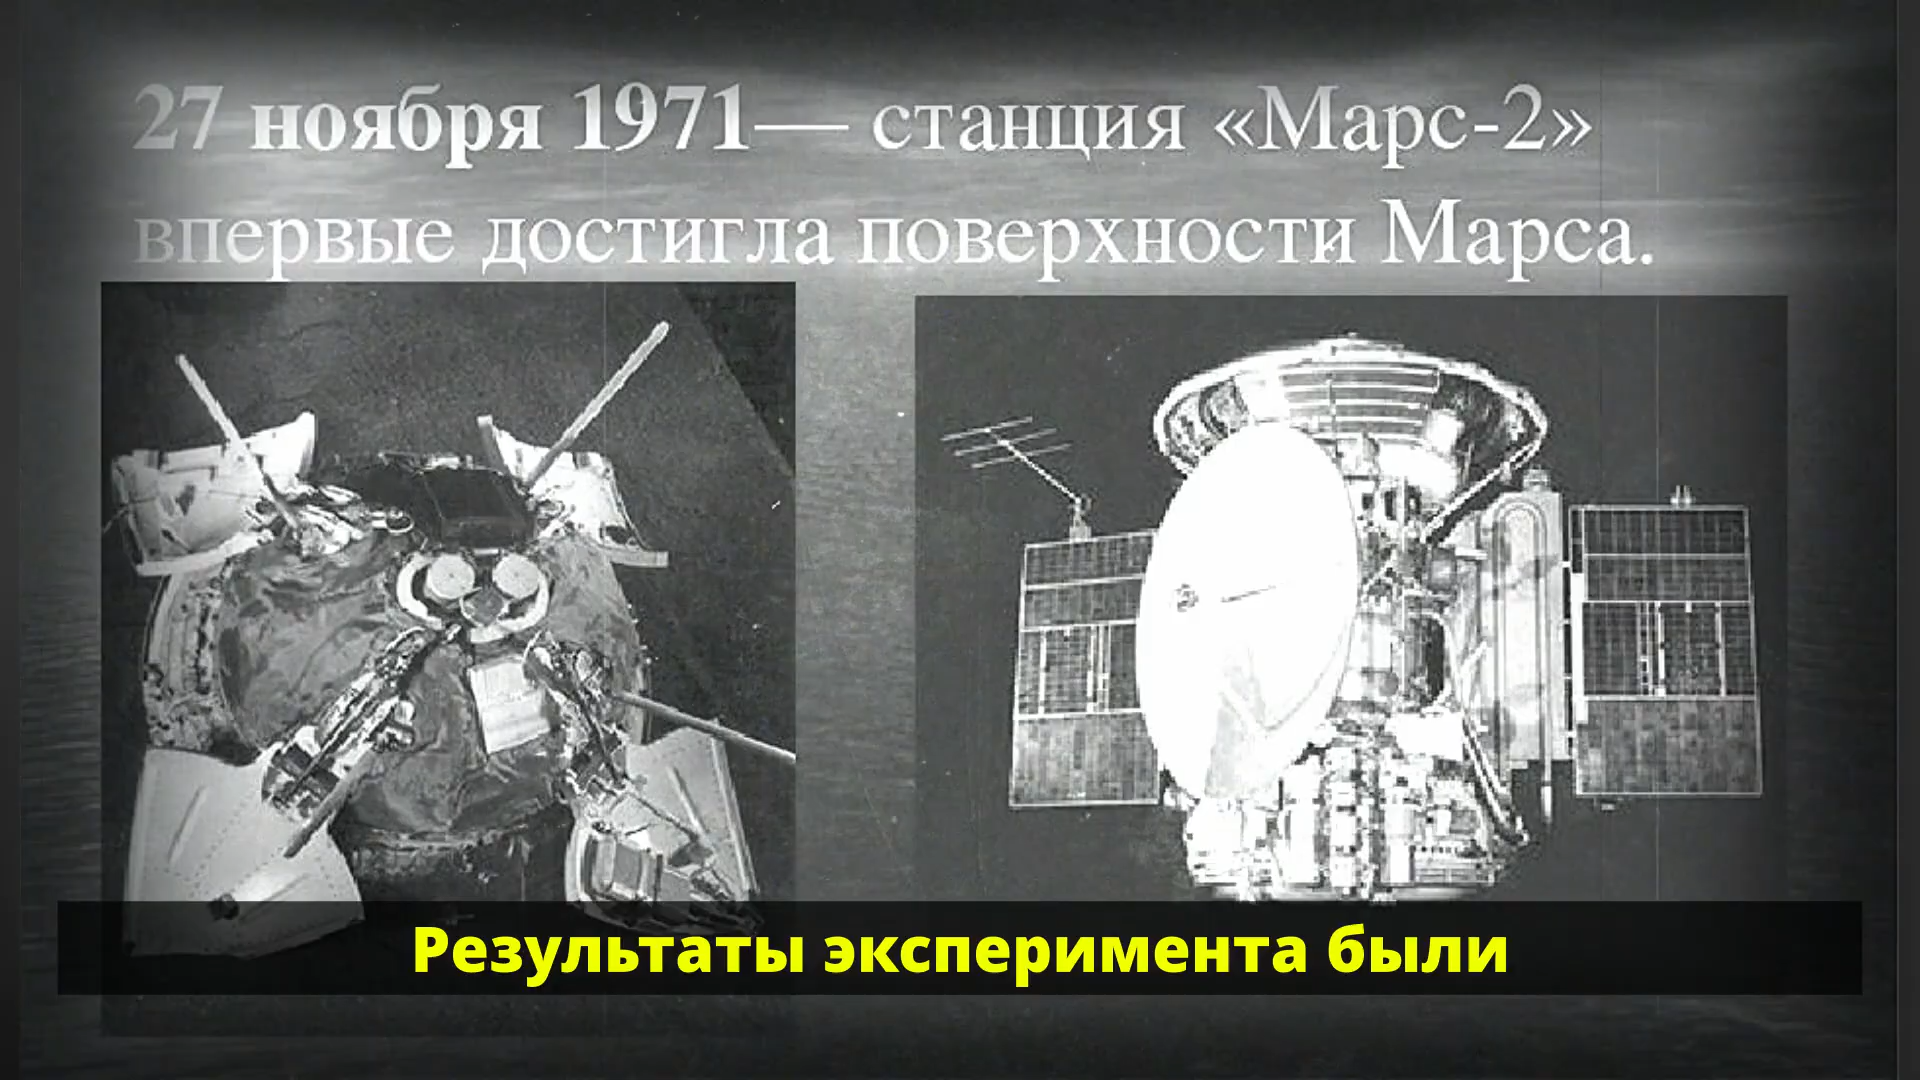 27 ноября 1971— станция «Марс-2»
впервые достигла поверхности Марса.
Результаты эксперимента были